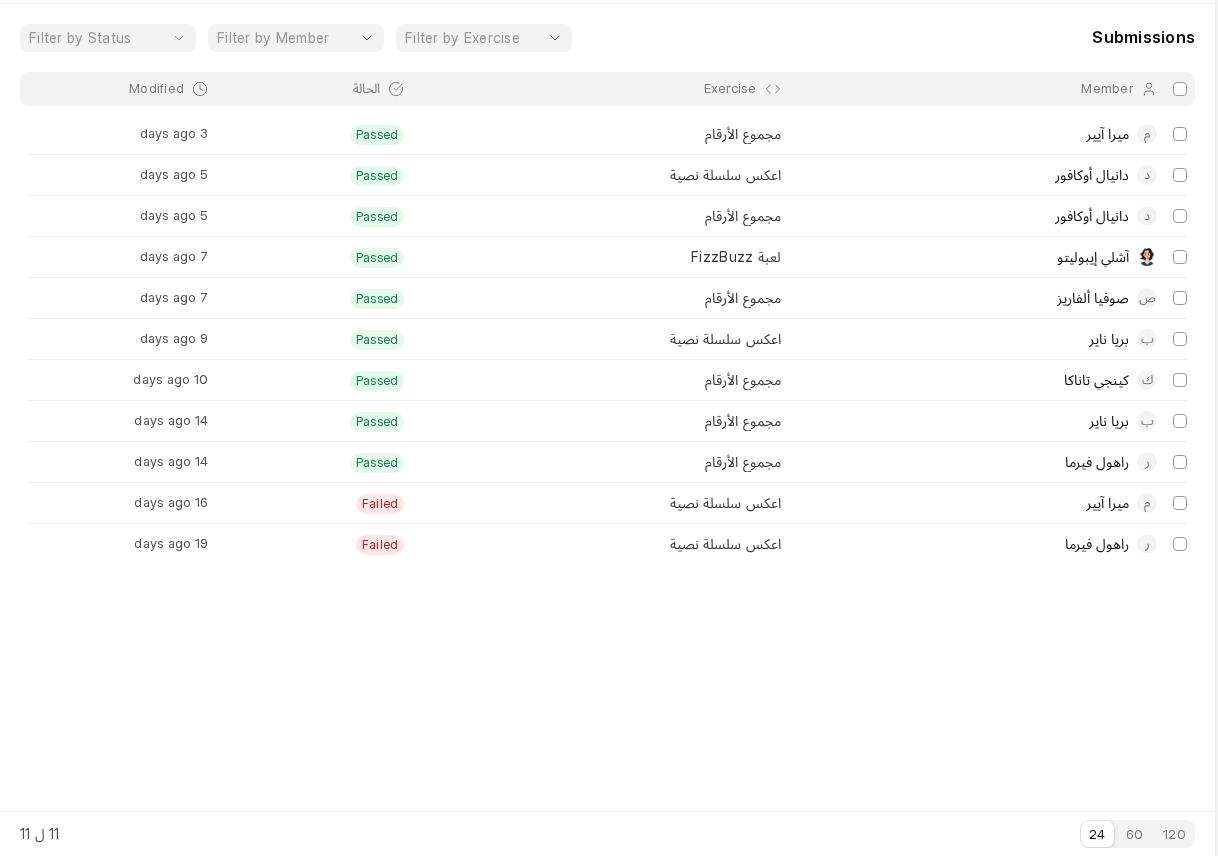 Submissions
Filter by Exercise
Filter by Member
Filter by Status
Member Exercise الحالة Modified
م ميرا آيير مجموع الأرقام Passed 3 days ago
د دانيال أوكافور اعكس سلسلة نصية Passed 5 days ago
د دانيال أوكافور مجموع الأرقام Passed 5 days ago
آشلي إيبوليتو لعبة FizzBuzz Passed 7 days ago
ص صوفيا ألفاريز مجموع الأرقام Passed 7 days ago
ب بريا ناير اعكس سلسلة نصية Passed 9 days ago
ك كينجي تاناكا مجموع الأرقام Passed 10 days ago
ب بريا ناير مجموع الأرقام Passed 14 days ago
ر راهول فيرما مجموع الأرقام Passed 14 days ago
م ميرا آيير اعكس سلسلة نصية Failed 16 days ago
ر راهول فيرما اعكس سلسلة نصية Failed 19 days ago
24 60 120
11 ل 11